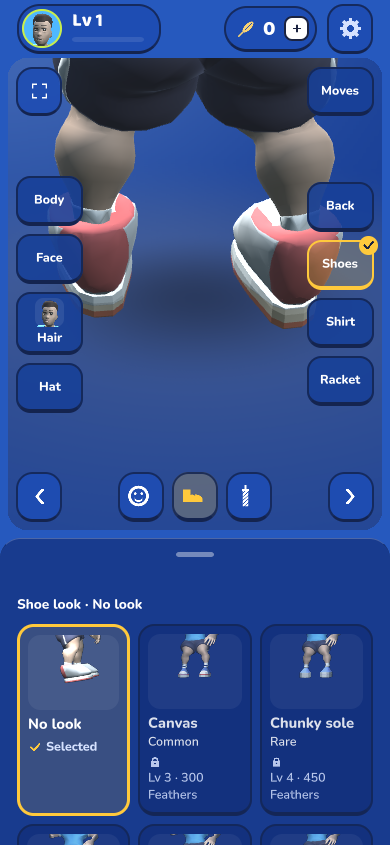 Lv 1
0
+
Moves
Body
Back
Face
Shoes
Hair
Shirt
Hat
Racket
Shoe look · No look
No look
Selected
Canvas
Common
Lv 3 · 300
Feathers
Chunky sole
Rare
Lv 4 · 450
Feathers